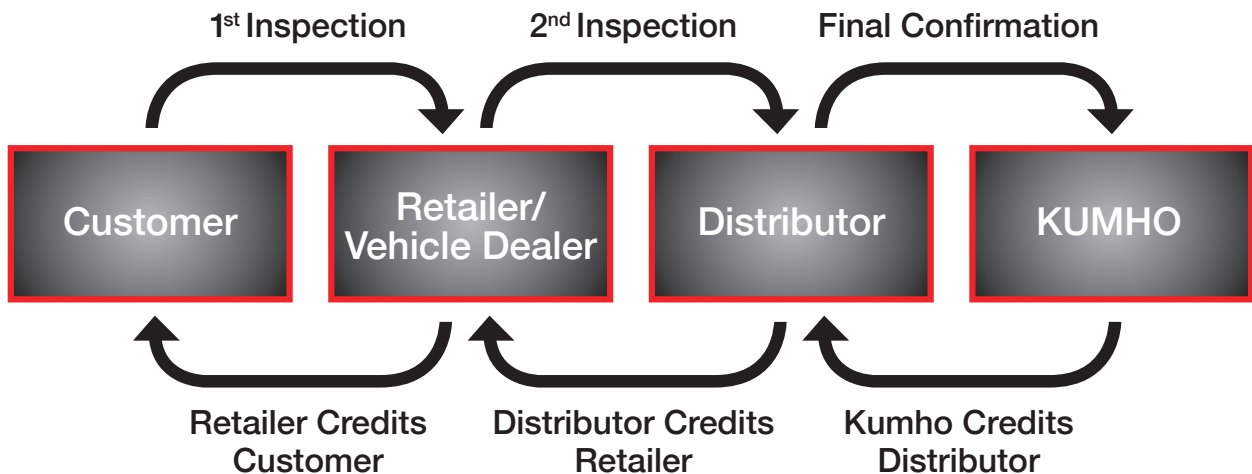 1st Inspection
2nd Inspection
Final Confirmation
Customer
Retailer/
Vehicle Dealer
Distributor
KUMHO
Retailer Credits
Customer
Distributor Credits
Retailer
Kumho Credits
Distributor